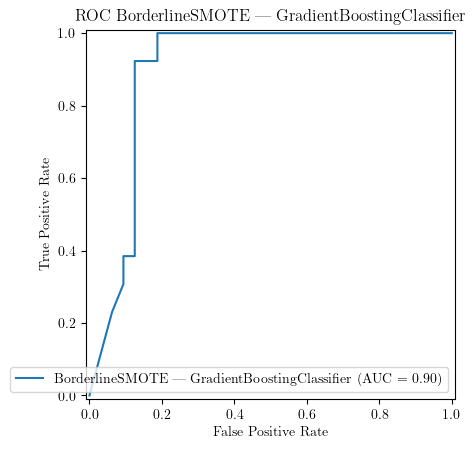 ROC BorderlineSMOTE — GradientBoostingClassifier
1.0
0.8
0.6
0.4
0.2
0.0
True Positive Rate
BorderlineSMOTE — GradientBoostingClassifier (AUC = 0.90)
0.0 0.2 0.4 0.6 0.8 1.0
False Positive Rate